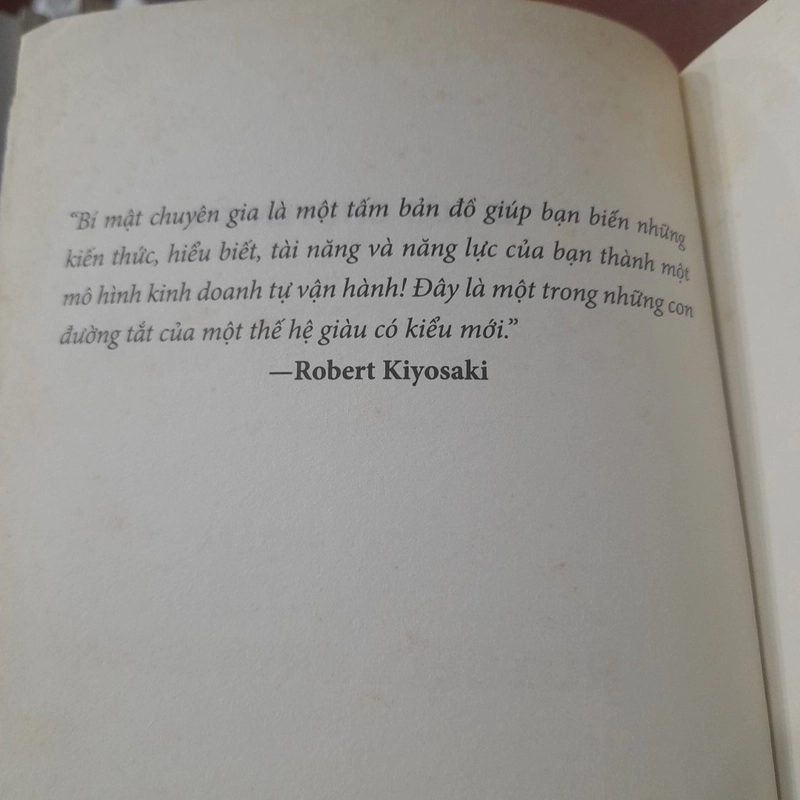 “Bí mật chuyên gia là một tấm bản đồ giúp bạn biến những
kiến thức, hiểu biết, tài năng và năng lực của bạn thành một
mô hình kinh doanh tự vận hành! Đây là một trong những con
đường tắt của một thế hệ giàu có kiểu mới.”
—Robert Kiyosaki